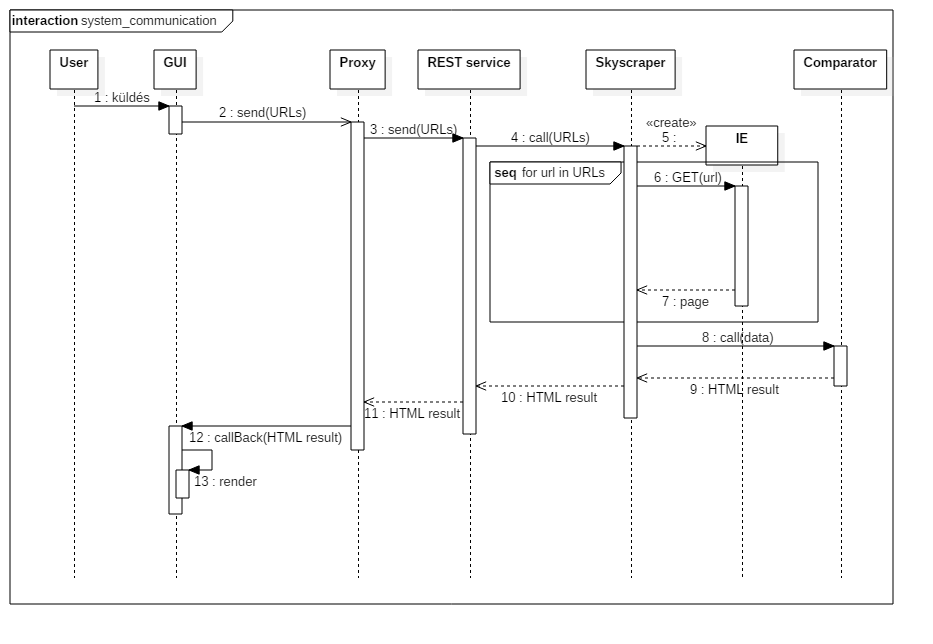 interaction system_communication
User
GUI
Proxy
REST service
Skyscraper
Comparator
1 : küldés
2 : send(URLs)
3 : send(URLs)
4 : call(URLs)
«create»
5 :
IE
seq for url in URLs
6 : GET(url)
7 : page
8 : call(data)
9 : HTML result
10 : HTML result
11 : HTML result
12 : callBack(HTML result)
13 : render